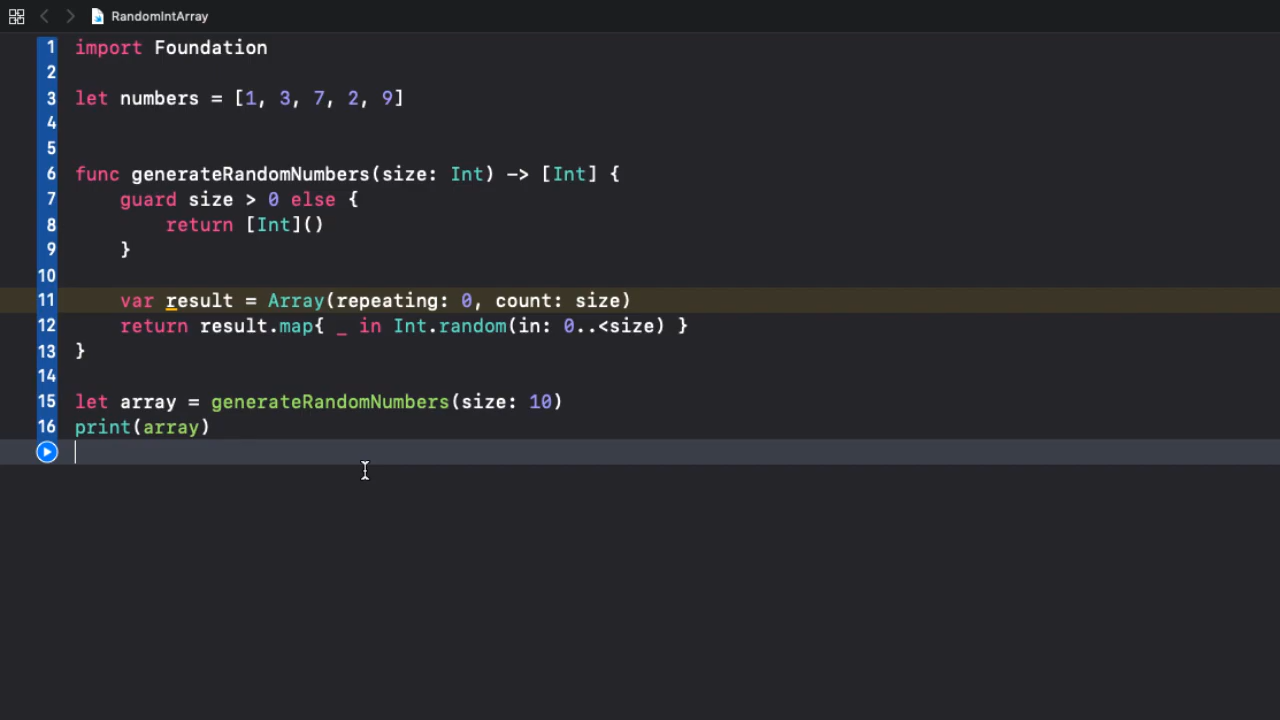 RandomIntArray
1 import Foundation
2
3 let numbers = [1, 3, 7, 2, 9]
4
5
6 func generateRandomNumbers(size: Int) -> [Int] {
7 guard size > 0 else {
8 return [Int]()
9 }
10
11 var result = Array(repeating: 0, count: size)
12 return result.map{ _ in Int.random(in: 0..<size) }
13 }
14
15 let array = generateRandomNumbers(size: 10)
16 print(array)